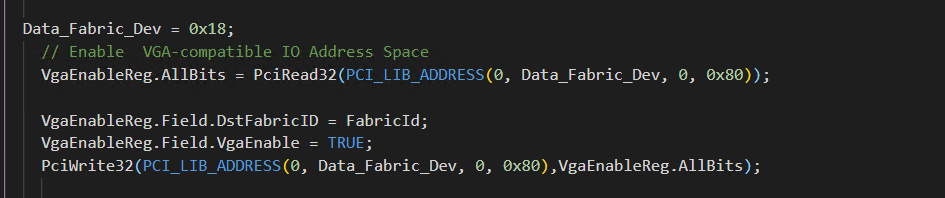 Data_Fabric_Dev = 0x18;
// Enable  VGA-compatible IO Address Space
VgaEnableReg.AllBits = PciRead32(PCI_LIB_ADDRESS(0, Data_Fabric_Dev, 0, 0x80));
VgaEnableReg.Field.DstFabricID = FabricId;
VgaEnableReg.Field.VgaEnable = TRUE;
PciWrite32(PCI_LIB_ADDRESS(0, Data_Fabric_Dev, 0, 0x80),VgaEnableReg.AllBits);